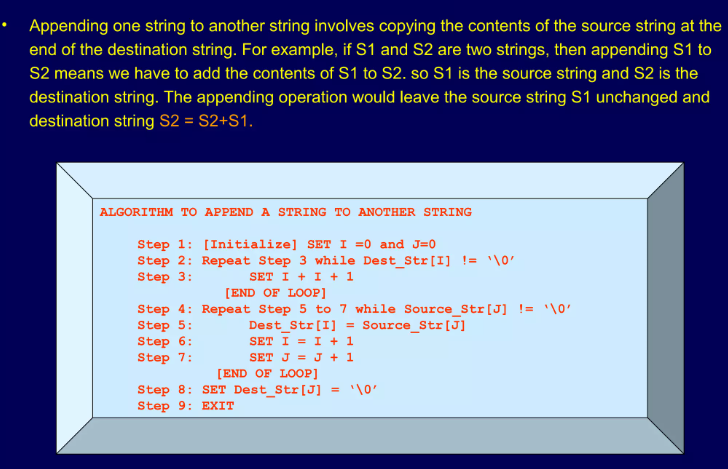 • Appending one string to another string involves copying the contents of the source string at the
end of the destination string. For example, if S1 and S2 are two strings, then appending S1 to
S2 means we have to add the contents of S1 to S2. so S1 is the source string and S2 is the
destination string. The appending operation would leave the source string S1 unchanged and
destination string S2 = S2+S1.
ALGORITHM TO APPEND A STRING TO ANOTHER STRING
Step 1: [Initialize] SET I =0 and J=0
Step 2: Repeat Step 3 while Dest_Str[I] != ‘\0’
Step 3: SET I + I + 1
[END OF LOOP]
Step 4: Repeat Step 5 to 7 while Source_Str[J] != ‘\0’
Step 5: Dest_Str[I] = Source_Str[J]
Step 6: SET I = I + 1
Step 7: SET J = J + 1
[END OF LOOP]
Step 8: SET Dest_Str[J] = ‘\0’
Step 9: EXIT